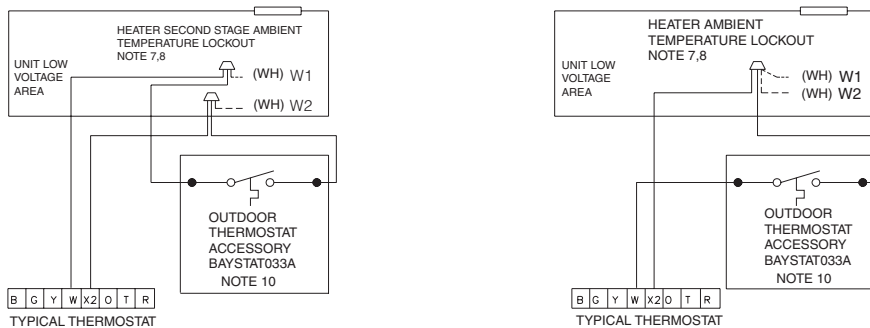 HEATER SECOND STAGE AMBIENT
TEMPERATURE LOCKOUT
NOTE 7,8
UNIT LOW
VOLTAGE
AREA
(WH) W1
(WH) W2
OUTDOOR
THERMOSTAT
ACCESSORY
BAYSTAT033A
NOTE 10
B G Y W X2 O T R
TYPICAL THERMOSTAT
HEATER AMBIENT
TEMPERATURE LOCKOUT
NOTE 7,8
UNIT LOW
VOLTAGE
AREA
(WH) W1
(WH) W2
OUTDOOR
THERMOSTAT
ACCESSORY
BAYSTAT033A
NOTE 10
B G Y W X2 O T R
TYPICAL THERMOSTAT